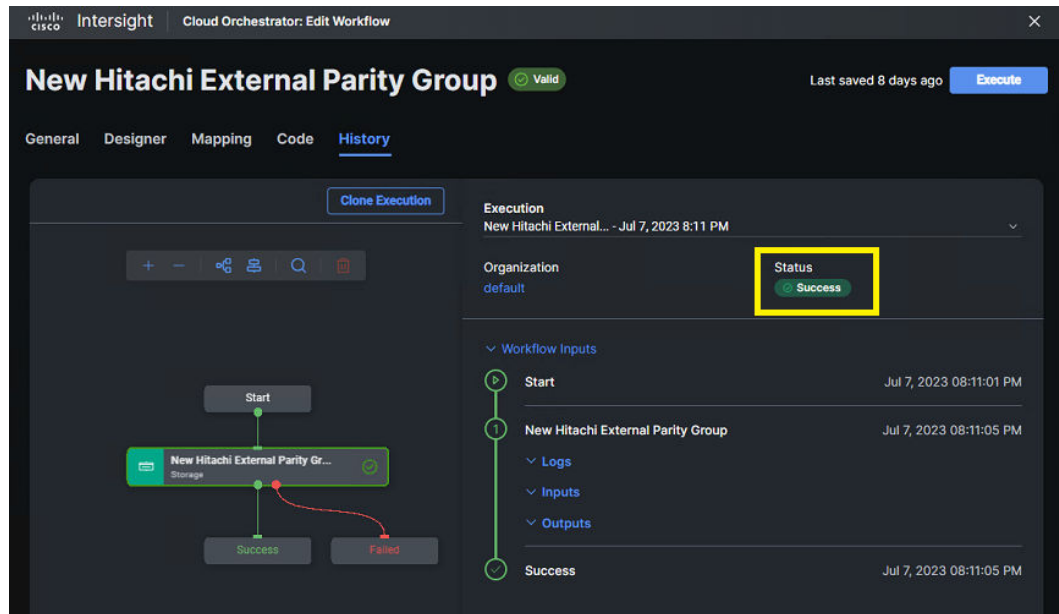 cisco Intersight Cloud Orchestrator: Edit Workflow
New Hitachi External Parity Group Valid Last saved 8 days ago Execute
General Designer Mapping Code History
Clone Execution
Execution
New Hitachi External... - Jul 7, 2023 8:11 PM
Organization Status
default Success
Workflow Inputs
Start Jul 7, 2023 08:11:01 PM
1 New Hitachi External Parity Group Jul 7, 2023 08:11:05 PM
Logs
Inputs
Outputs
Success Jul 7, 2023 08:11:05 PM
Start
New Hitachi External Parity Gr...
Storage
Success Failed